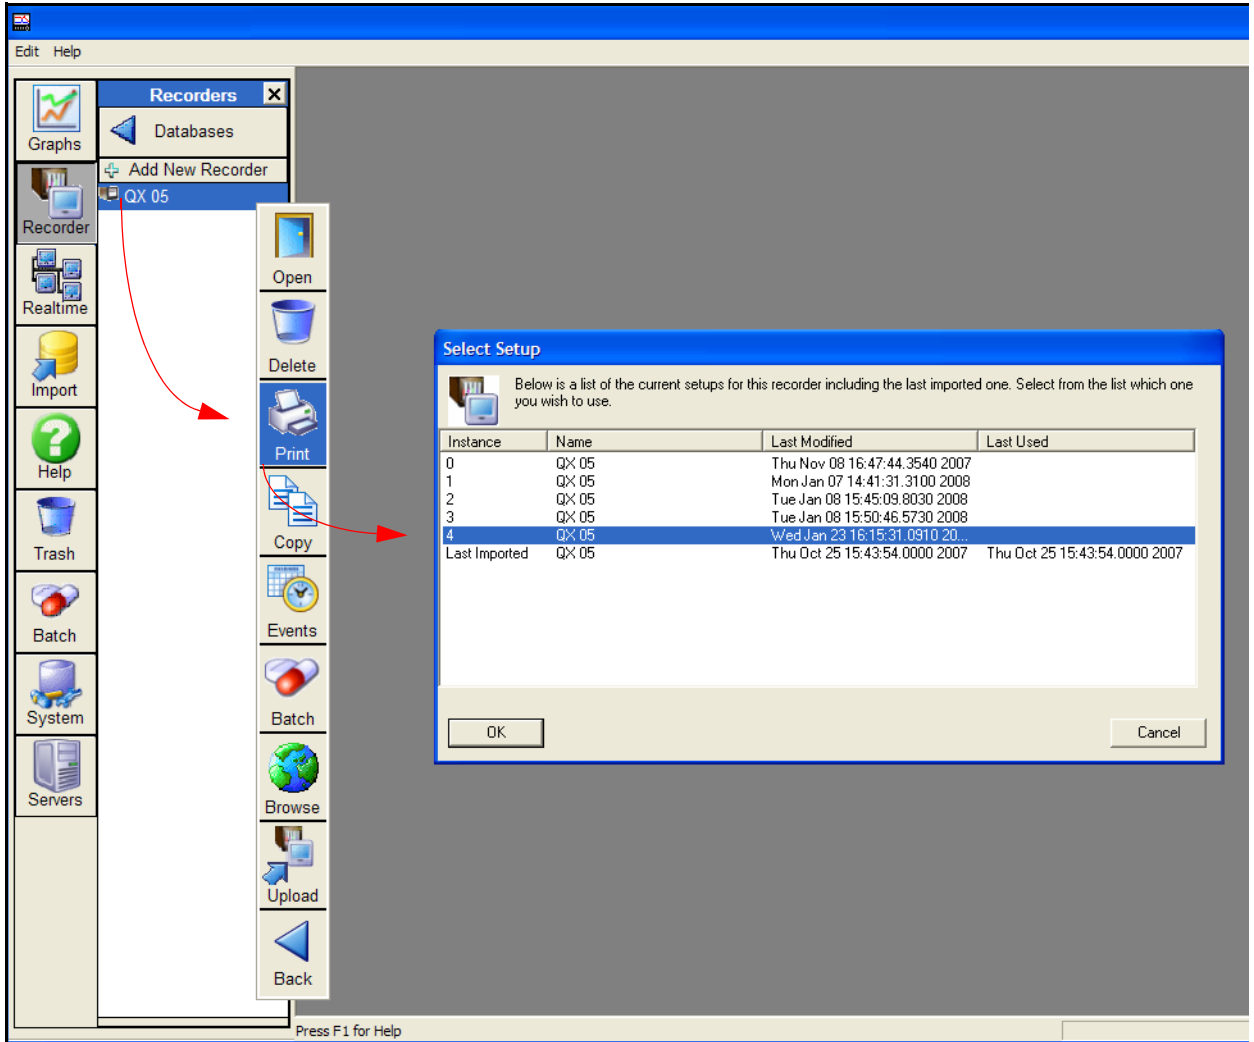 Edit Help
Recorders
Graphs
Databases
Add New Recorder
Recorder
QX 05
Realtime
Import
Help
Trash
Batch
System
Servers
Open
Delete
Print
Copy
Events
Batch
Browse
Upload
Back
Select Setup
Below is a list of the current setups for this recorder including the last imported one. Select from the list which one
you wish to use.
Instance Name Last Modified Last Used
0 QX 05 Thu Nov 08 16:47:44.3540 2007
1 QX 05 Mon Jan 07 14:41:31.3100 2008
2 QX 05 Tue Jan 08 15:45:09.8030 2008
3 QX 05 Tue Jan 08 15:50:46.5730 2008
4 QX 05 Wed Jan 23 16:15:31.0910 20...
Last Imported QX 05 Thu Oct 25 15:43:54.0000 2007 Thu Oct 25 15:43:54.0000 2007
OK Cancel
Press F1 for Help